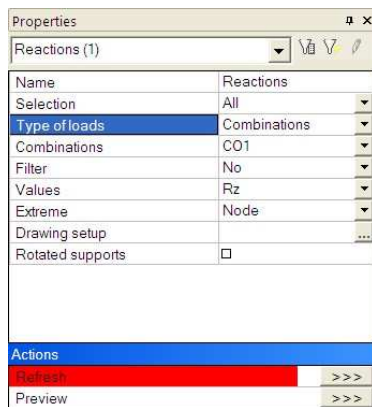 Properties
Reactions (1)
Name Reactions
Selection All
Type of loads Combinations
Combinations CO1
Filter No
Values Rz
Extreme Node
Drawing setup ...
Rotated supports
Actions
Refresh >>>
Preview >>>